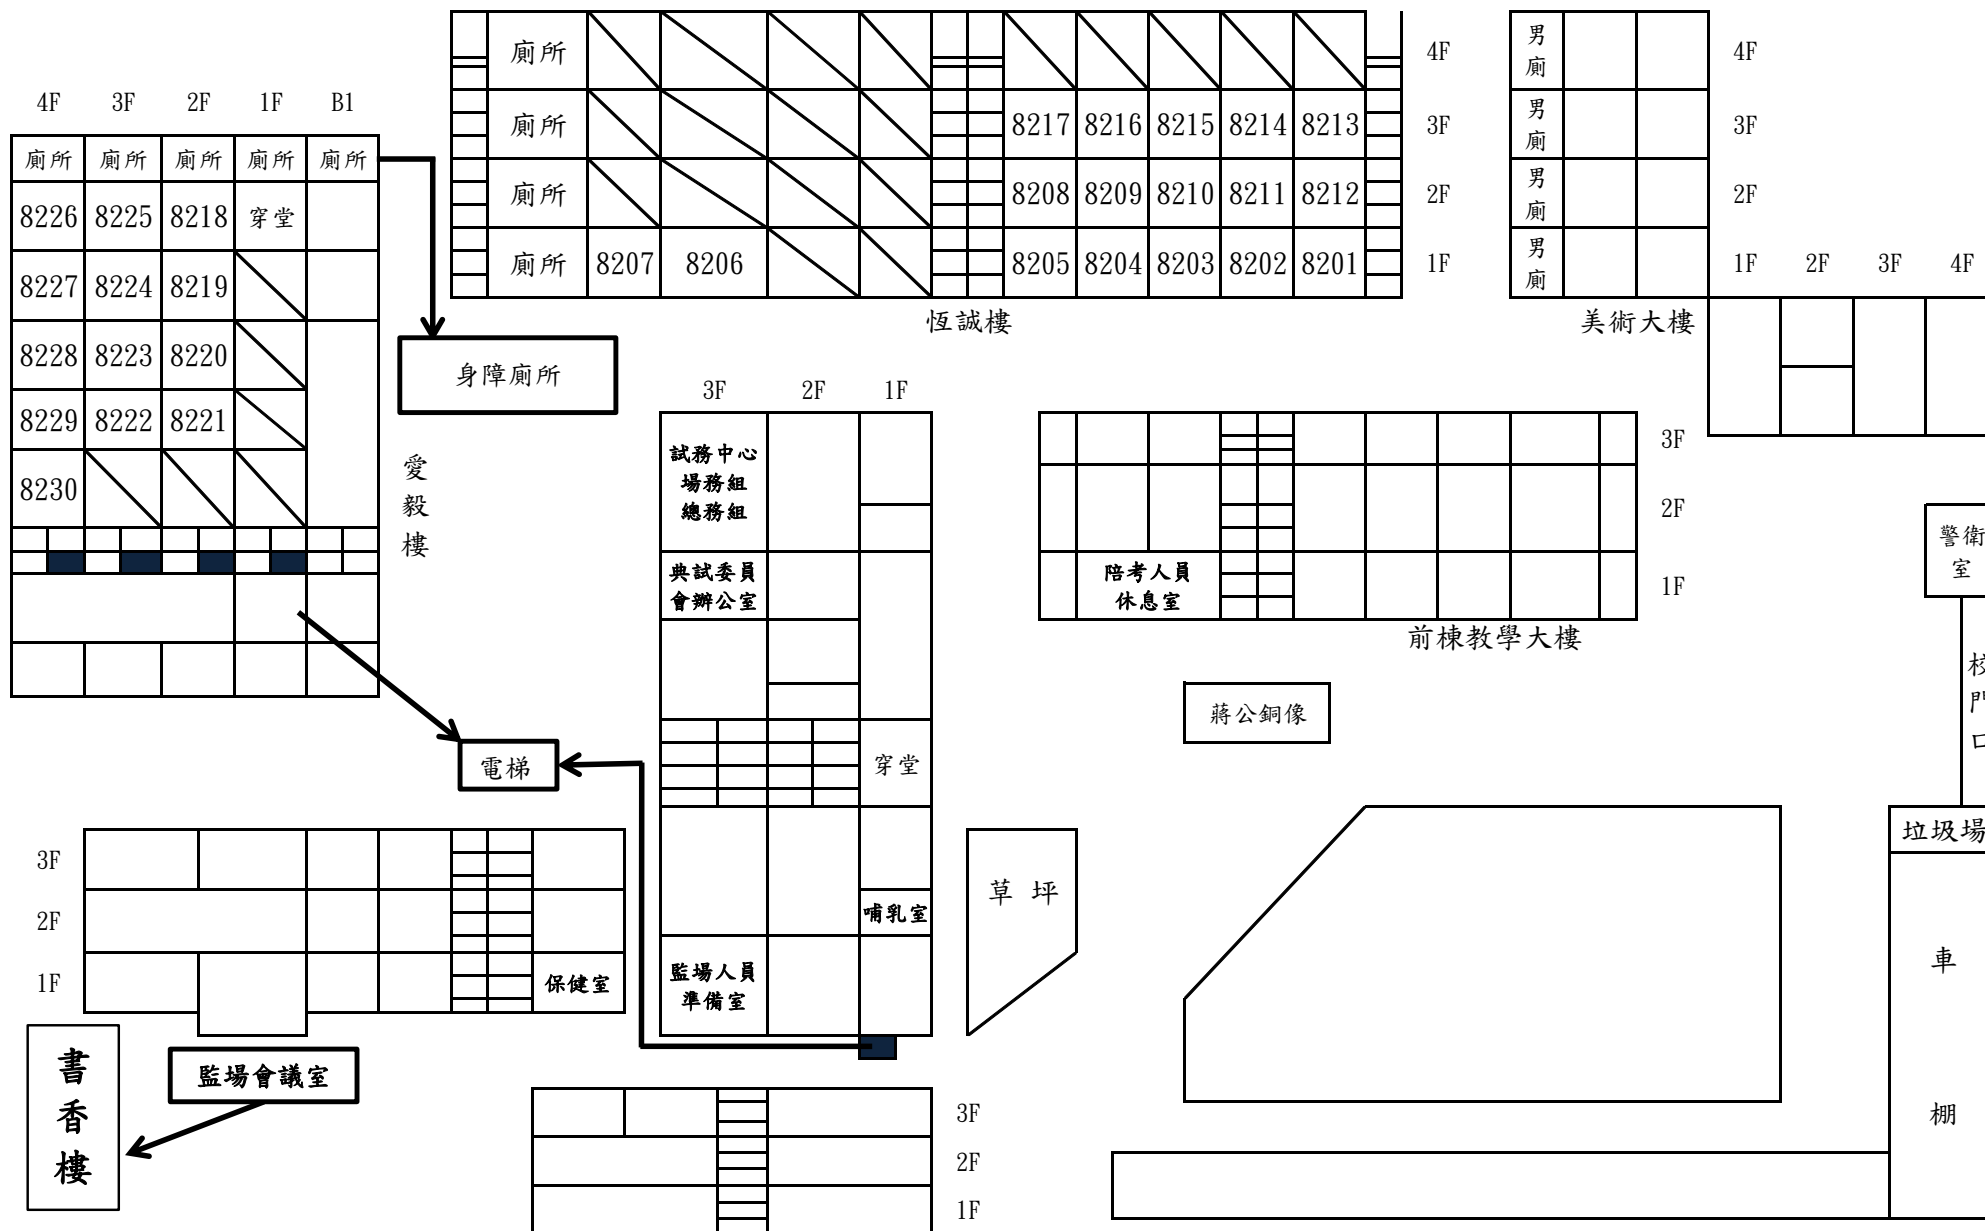 4F 3F 2F 1F B1
廁所 廁所 廁所 廁所 廁所
8226 8225 8218 穿堂
8227 8224 8219
8228 8223 8220
8229 8222 8221
8230
愛
毅
樓
身障廁所
廁所 4F
廁所 8217 8216 8215 8214 8213 3F
廁所 8208 8209 8210 8211 8212 2F
廁所 8207 8206 8205 8204 8203 8202 8201 1F
恆誠樓
男
廁
4F
男
廁
3F
男
廁
2F
男
廁
1F 2F 3F 4F
美術大樓
3F 2F 1F
試務中心
場務組
總務組
典試委員
會辦公室
穿堂
哺乳室
監場人員
準備室
3F
2F
陪考人員
休息室
1F
前棟教學大樓
警衛
室
校
門
口
蔣公銅像
電梯
草 坪
垃圾場
車
棚
3F
2F
1F
保健室
書
香
樓
監場會議室
3F
2F
1F